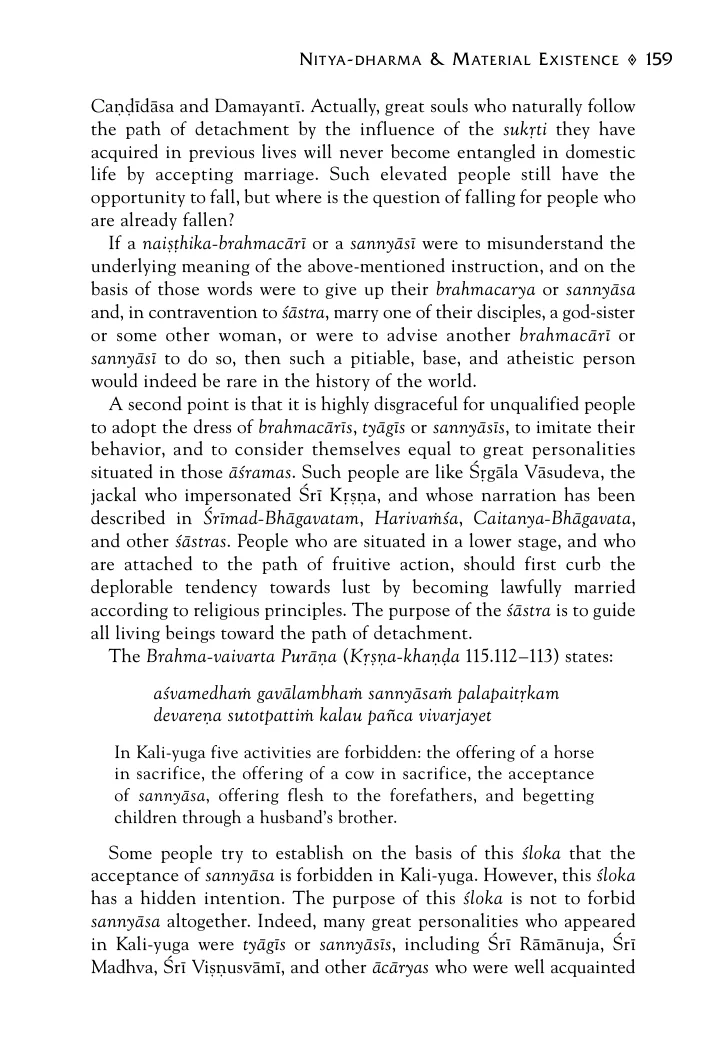 NITYA-DHARMA & MATERIAL EXISTENCE ◊ 159
Caṇḍīdāsa and Damayantī. Actually, great souls who naturally follow
the path of detachment by the influence of the sukṛti they have
acquired in previous lives will never become entangled in domestic
life by accepting marriage. Such elevated people still have the
opportunity to fall, but where is the question of falling for people who
are already fallen?
If a naiṣṭhika-brahmacārī or a sannyāsī were to misunderstand the
underlying meaning of the above-mentioned instruction, and on the
basis of those words were to give up their brahmacarya or sannyāsa
and, in contravention to śāstra, marry one of their disciples, a god-sister
or some other woman, or were to advise another brahmacārī or
sannyāsī to do so, then such a pitiable, base, and atheistic person
would indeed be rare in the history of the world.
A second point is that it is highly disgraceful for unqualified people
to adopt the dress of brahmacārīs, tyāgīs or sannyāsīs, to imitate their
behavior, and to consider themselves equal to great personalities
situated in those āśramas. Such people are like Śṛgāla Vāsudeva, the
jackal who impersonated Śrī Kṛṣṇa, and whose narration has been
described in Śrīmad-Bhāgavatam, Harivaṁśa, Caitanya-Bhāgavata,
and other śāstras. People who are situated in a lower stage, and who
are attached to the path of fruitive action, should first curb the
deplorable tendency towards lust by becoming lawfully married
according to religious principles. The purpose of the śāstra is to guide
all living beings toward the path of detachment.
The Brahma-vaivarta Purāṇa (Kṛṣṇa-khaṇḍa 115.112–113) states:
aśvamedhaṁ gavālambhaṁ sannyāsaṁ palapaitṛkam
devareṇa sutotpattiṁ kalau pañca vivarjayet
In Kali-yuga five activities are forbidden: the offering of a horse
in sacrifice, the offering of a cow in sacrifice, the acceptance
of sannyāsa, offering flesh to the forefathers, and begetting
children through a husband's brother.
Some people try to establish on the basis of this śloka that the
acceptance of sannyāsa is forbidden in Kali-yuga. However, this śloka
has a hidden intention. The purpose of this śloka is not to forbid
sannyāsa altogether. Indeed, many great personalities who appeared
in Kali-yuga were tyāgīs or sannyāsīs, including Śrī Rāmānuja, Śrī
Madhva, Śrī Viṣṇusvāmī, and other ācāryas who were well acquainted